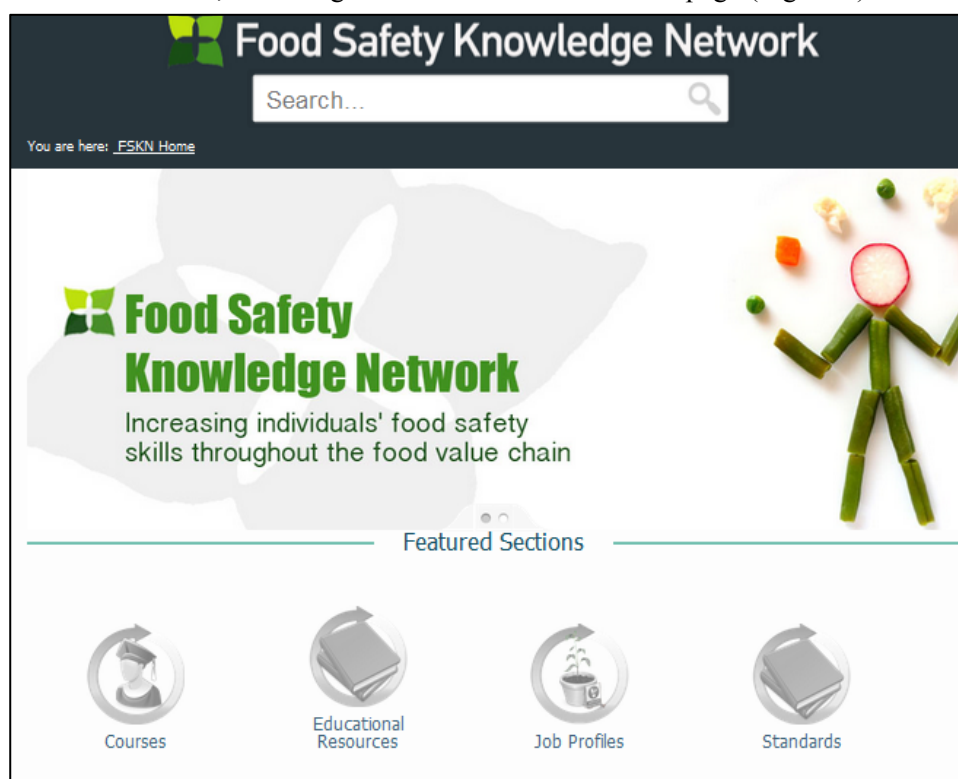 Food Safety Knowledge Network
Search...
You are here: FSKN Home
Food Safety
Knowledge Network
Increasing individuals' food safety
skills throughout the food value chain
Featured Sections
Courses
Educational
Resources
Job Profiles
Standards